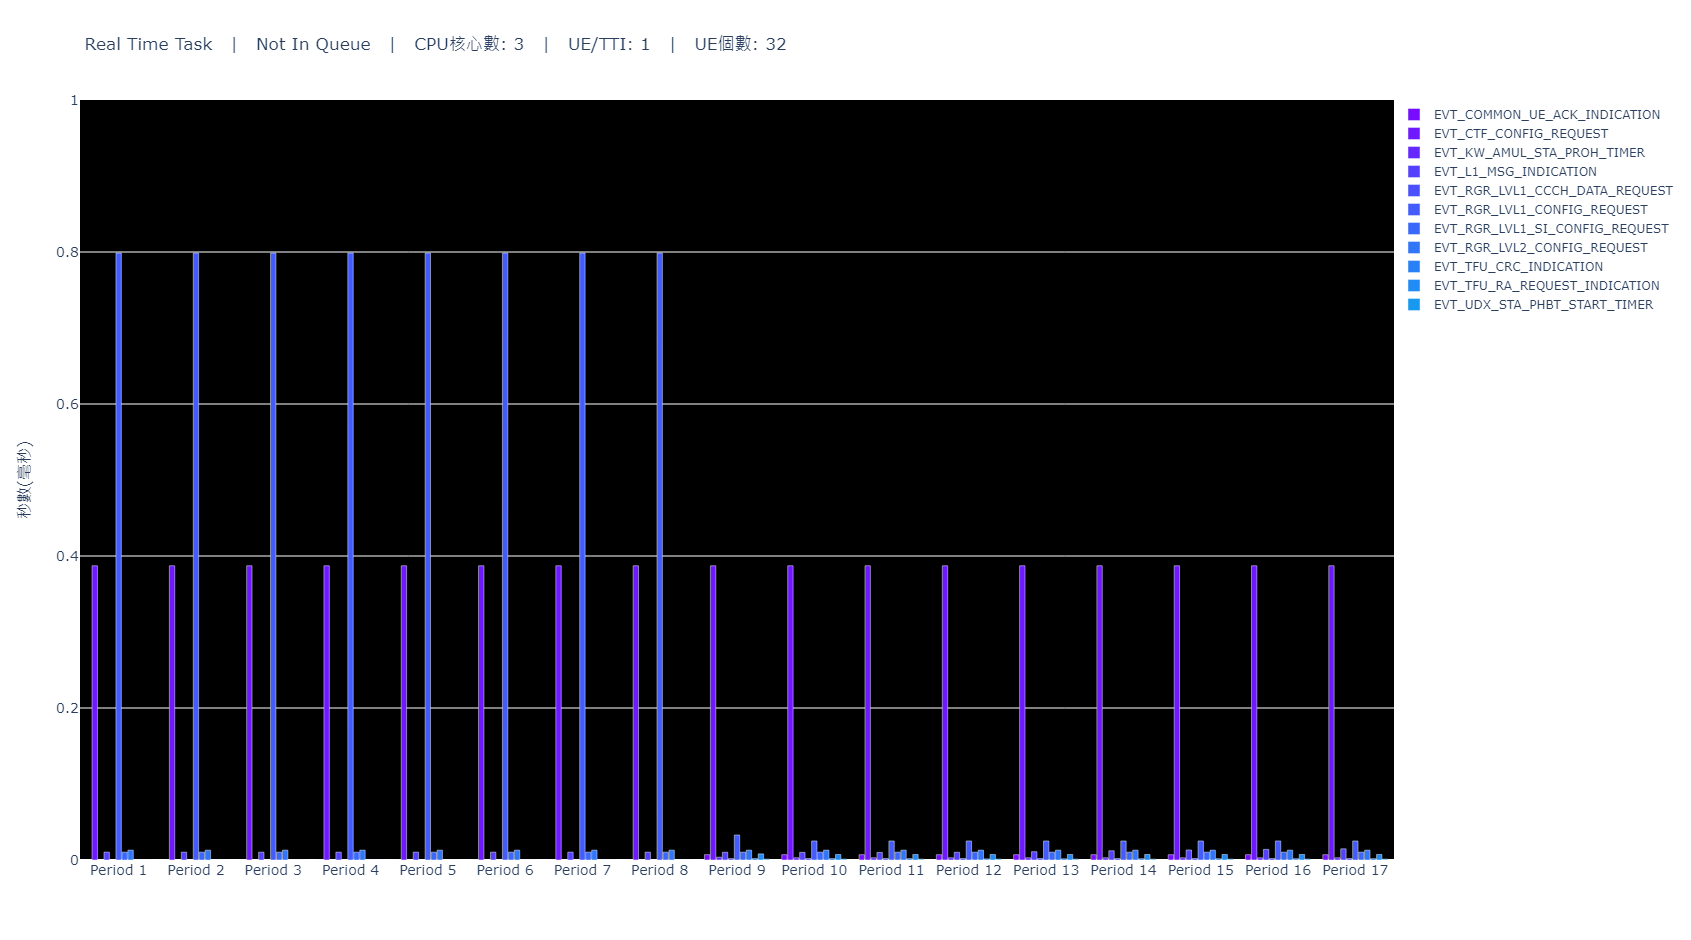 Real Time Task | Not In Queue | CPU核心數: 3 | UE/TTI: 1 | UE個數: 32
秒數(毫秒)
1
0.8
0.6
0.4
0.2
0
Period 1 Period 2 Period 3 Period 4 Period 5 Period 6 Period 7 Period 8 Period 9 Period 10 Period 11 Period 12 Period 13 Period 14 Period 15 Period 16 Period 17
EVT_COMMON_UE_ACK_INDICATION
EVT_CTF_CONFIG_REQUEST
EVT_KW_AMUL_STA_PROH_TIMER
EVT_L1_MSG_INDICATION
EVT_RGR_LVL1_CCCH_DATA_REQUEST
EVT_RGR_LVL1_CONFIG_REQUEST
EVT_RGR_LVL1_SI_CONFIG_REQUEST
EVT_RGR_LVL2_CONFIG_REQUEST
EVT_TFU_CRC_INDICATION
EVT_TFU_RA_REQUEST_INDICATION
EVT_UDX_STA_PHBT_START_TIMER